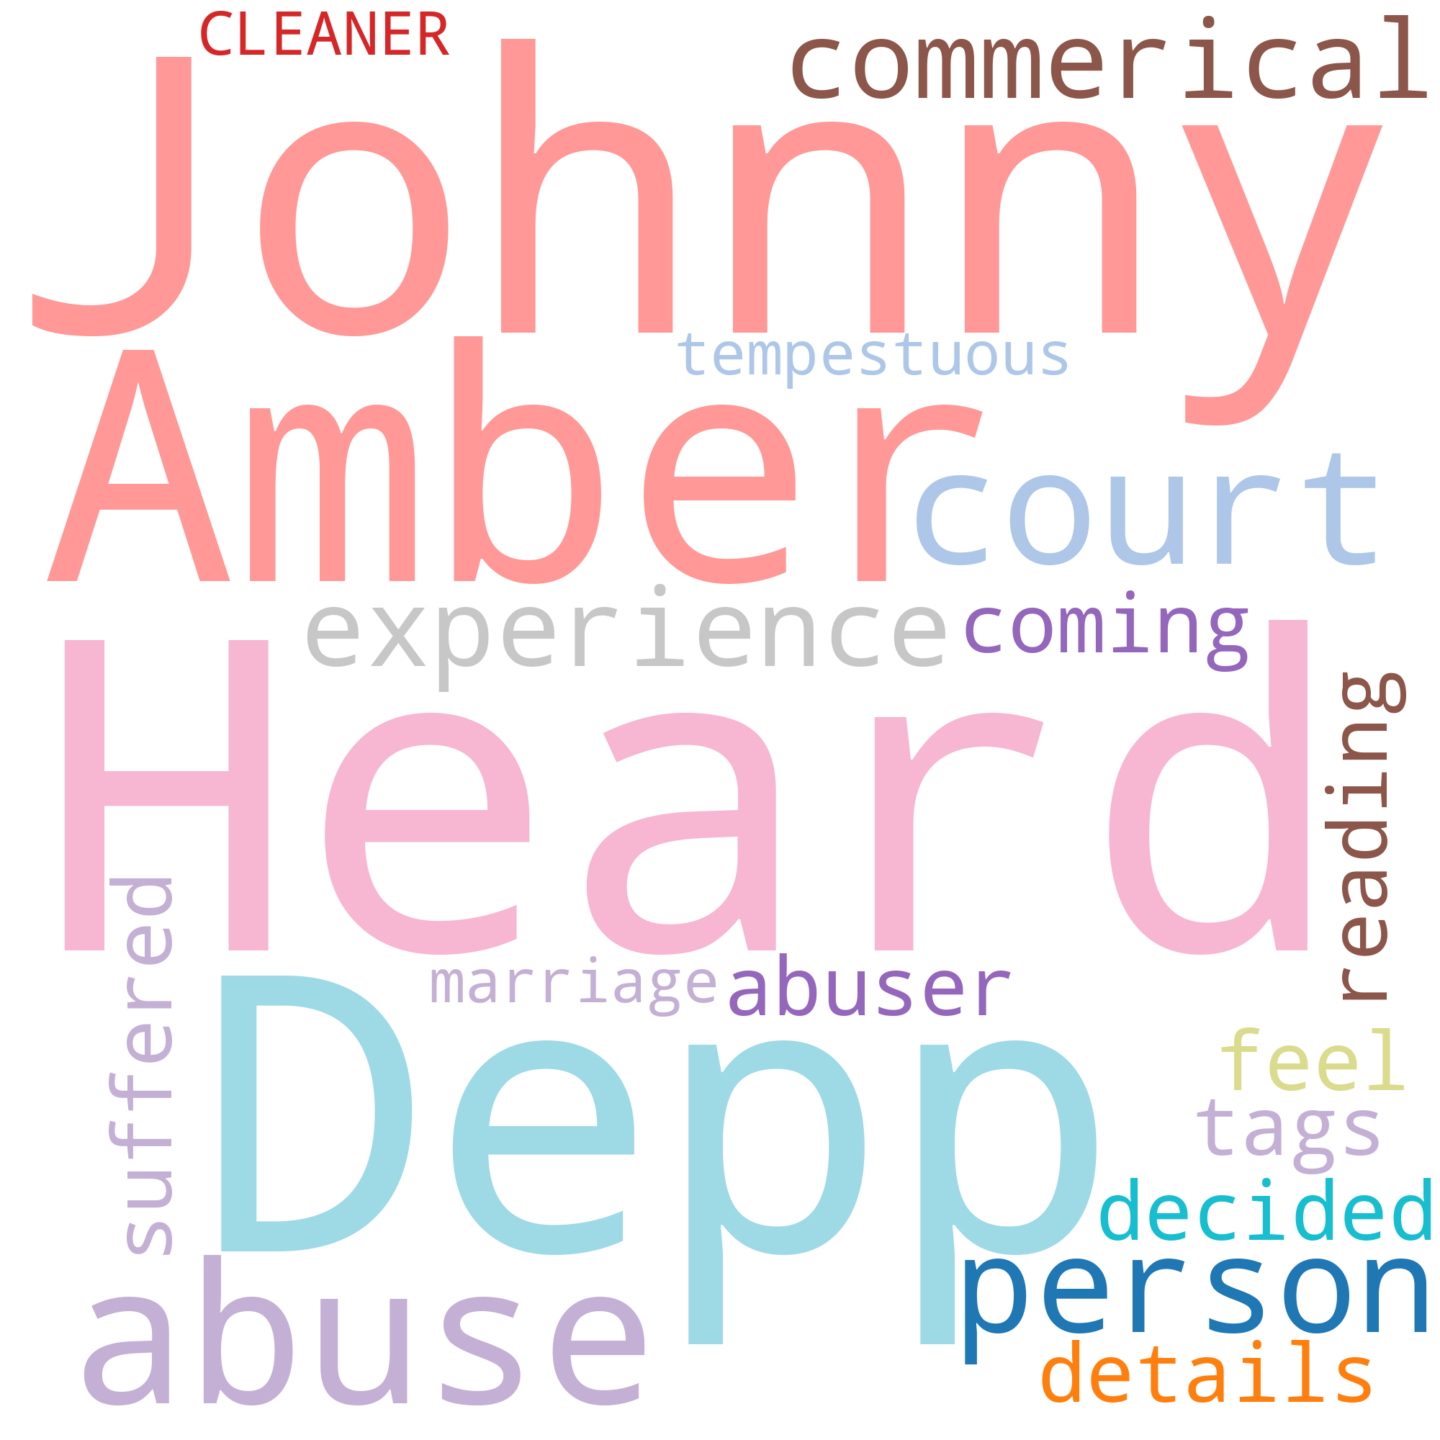 CLEANER
commerical
Johnny
tempestuous
Amber
court
experience
coming
Heard
reading
suffered
marriage
abuser
Depp
feel
tags
decided
abuse
person
details